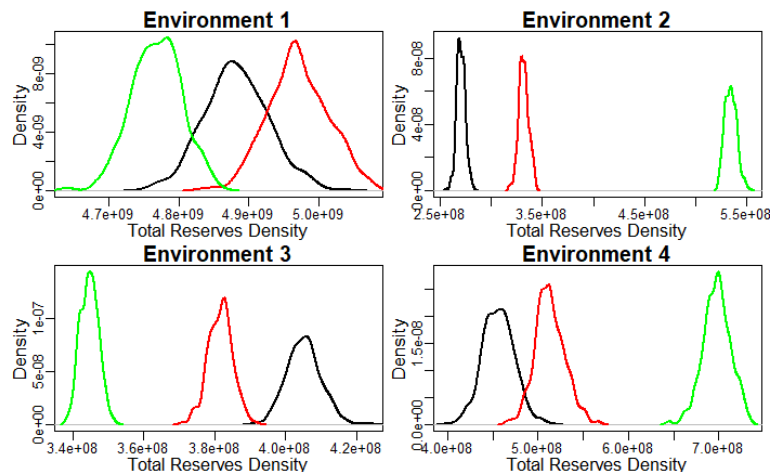 Environment 1
Density
0e+00 4e-09 8e-09
4.7e+09 4.8e+09 4.9e+09 5.0e+09
Total Reserves Density
Environment 2
Density
0e+00 4e-08 8e-08
2.5e+08 3.5e+08 4.5e+08 5.5e+08
Total Reserves Density
Environment 3
Density
0e+00 5e-08 1e-07
3.4e+08 3.6e+08 3.8e+08 4.0e+08 4.2e+08
Total Reserves Density
Environment 4
Density
0.0e+00 1.5e-08
4.0e+08 5.0e+08 6.0e+08 7.0e+08
Total Reserves Density